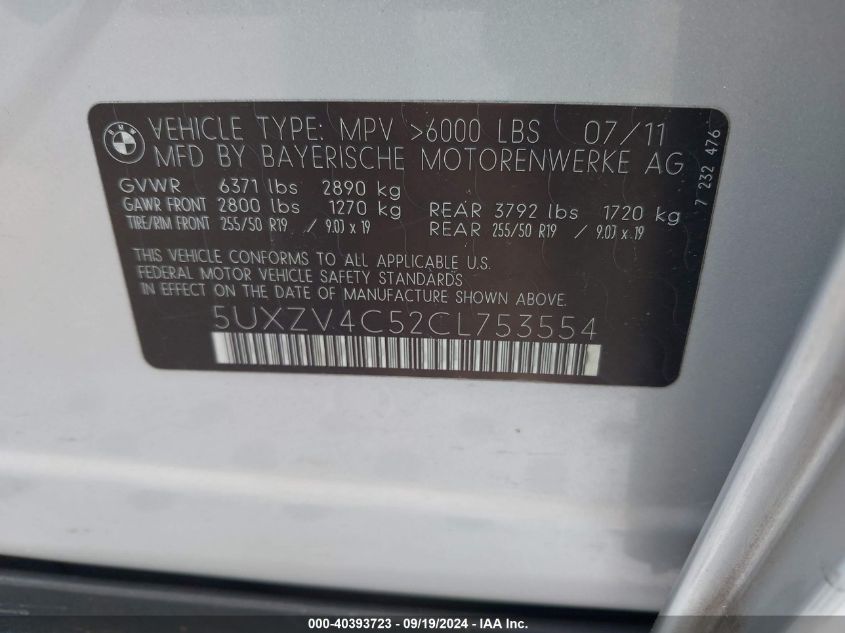 BMW
VEHICLE TYPE: MPV >6000 LBS 07/11
MFD BY BAYERISCHE MOTORENWERKE AG
GVWR 6371 lbs 2890 kg
GAWR FRONT 2800 lbs 1270 kg REAR 3792 lbs 1720 kg
TIRE/RIM FRONT 255/50 R19 / 9.0J x 19 REAR 255/50 R19 / 9.0J x 19
THIS VEHICLE CONFORMS TO ALL APPLICABLE U.S.
FEDERAL MOTOR VEHICLE SAFETY STANDARDS
IN EFFECT ON THE DATE OF MANUFACTURE SHOWN ABOVE.
5UXZV4C52CL753554
7 232 476
000-40393723 - 09/19/2024 - IAA Inc.